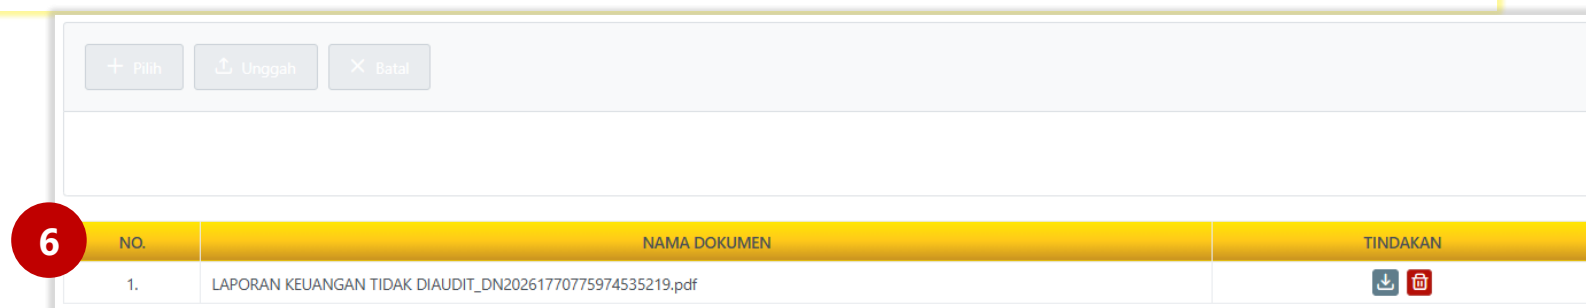 + Pilih Unggah × Batal
6 NO. NAMA DOKUMEN TINDAKAN
1. LAPORAN KEUANGAN TIDAK DIAUDIT_DN20261770775974535219.pdf